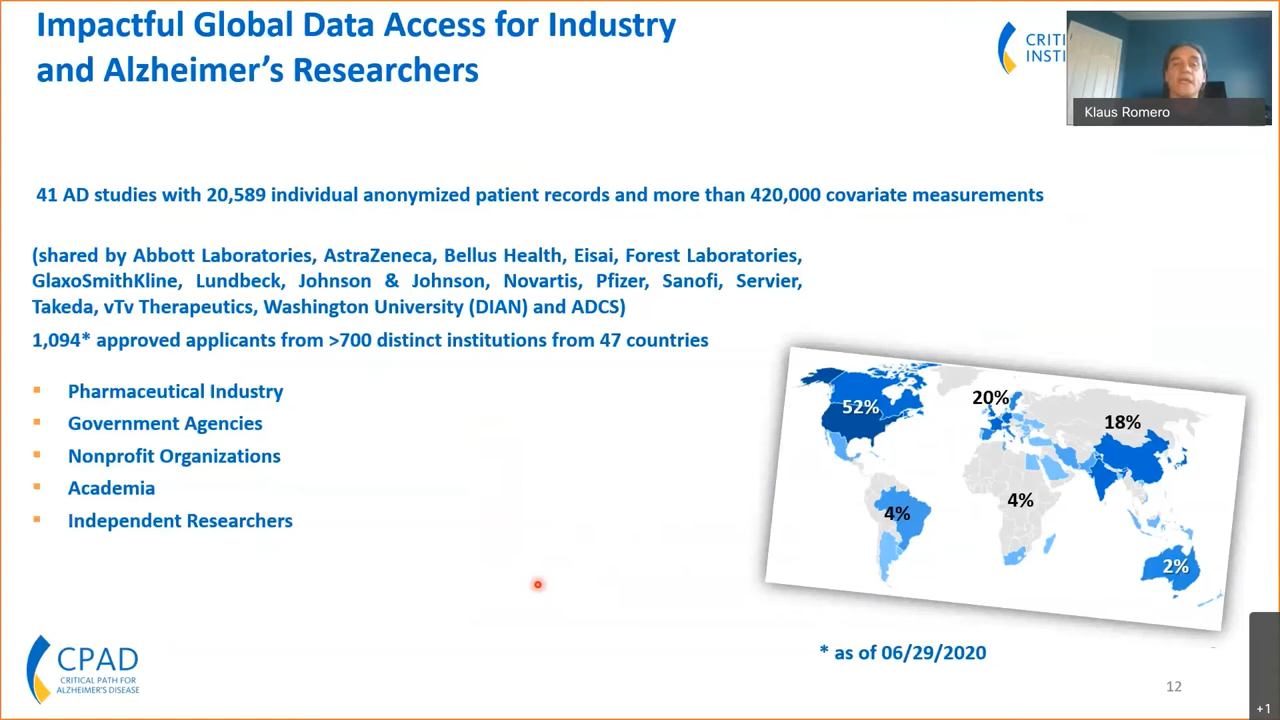 Impactful Global Data Access for Industry
and Alzheimer's Researchers
CRITI
INSTI
Klaus Romero
41 AD studies with 20,589 individual anonymized patient records and more than 420,000 covariate measurements
(shared by Abbott Laboratories, AstraZeneca, Bellus Health, Eisai, Forest Laboratories,
GlaxoSmithKline, Lundbeck, Johnson & Johnson, Novartis, Pfizer, Sanofi, Servier,
Takeda, vTv Therapeutics, Washington University (DIAN) and ADCS)
1,094* approved applicants from >700 distinct institutions from 47 countries
Pharmaceutical Industry
Government Agencies
Nonprofit Organizations
Academia
Independent Researchers
52%
20%
18%
4%
4%
2%
* as of 06/29/2020
CPAD
CRITICAL PATH FOR
ALZHEIMER'S DISEASE
12
+1